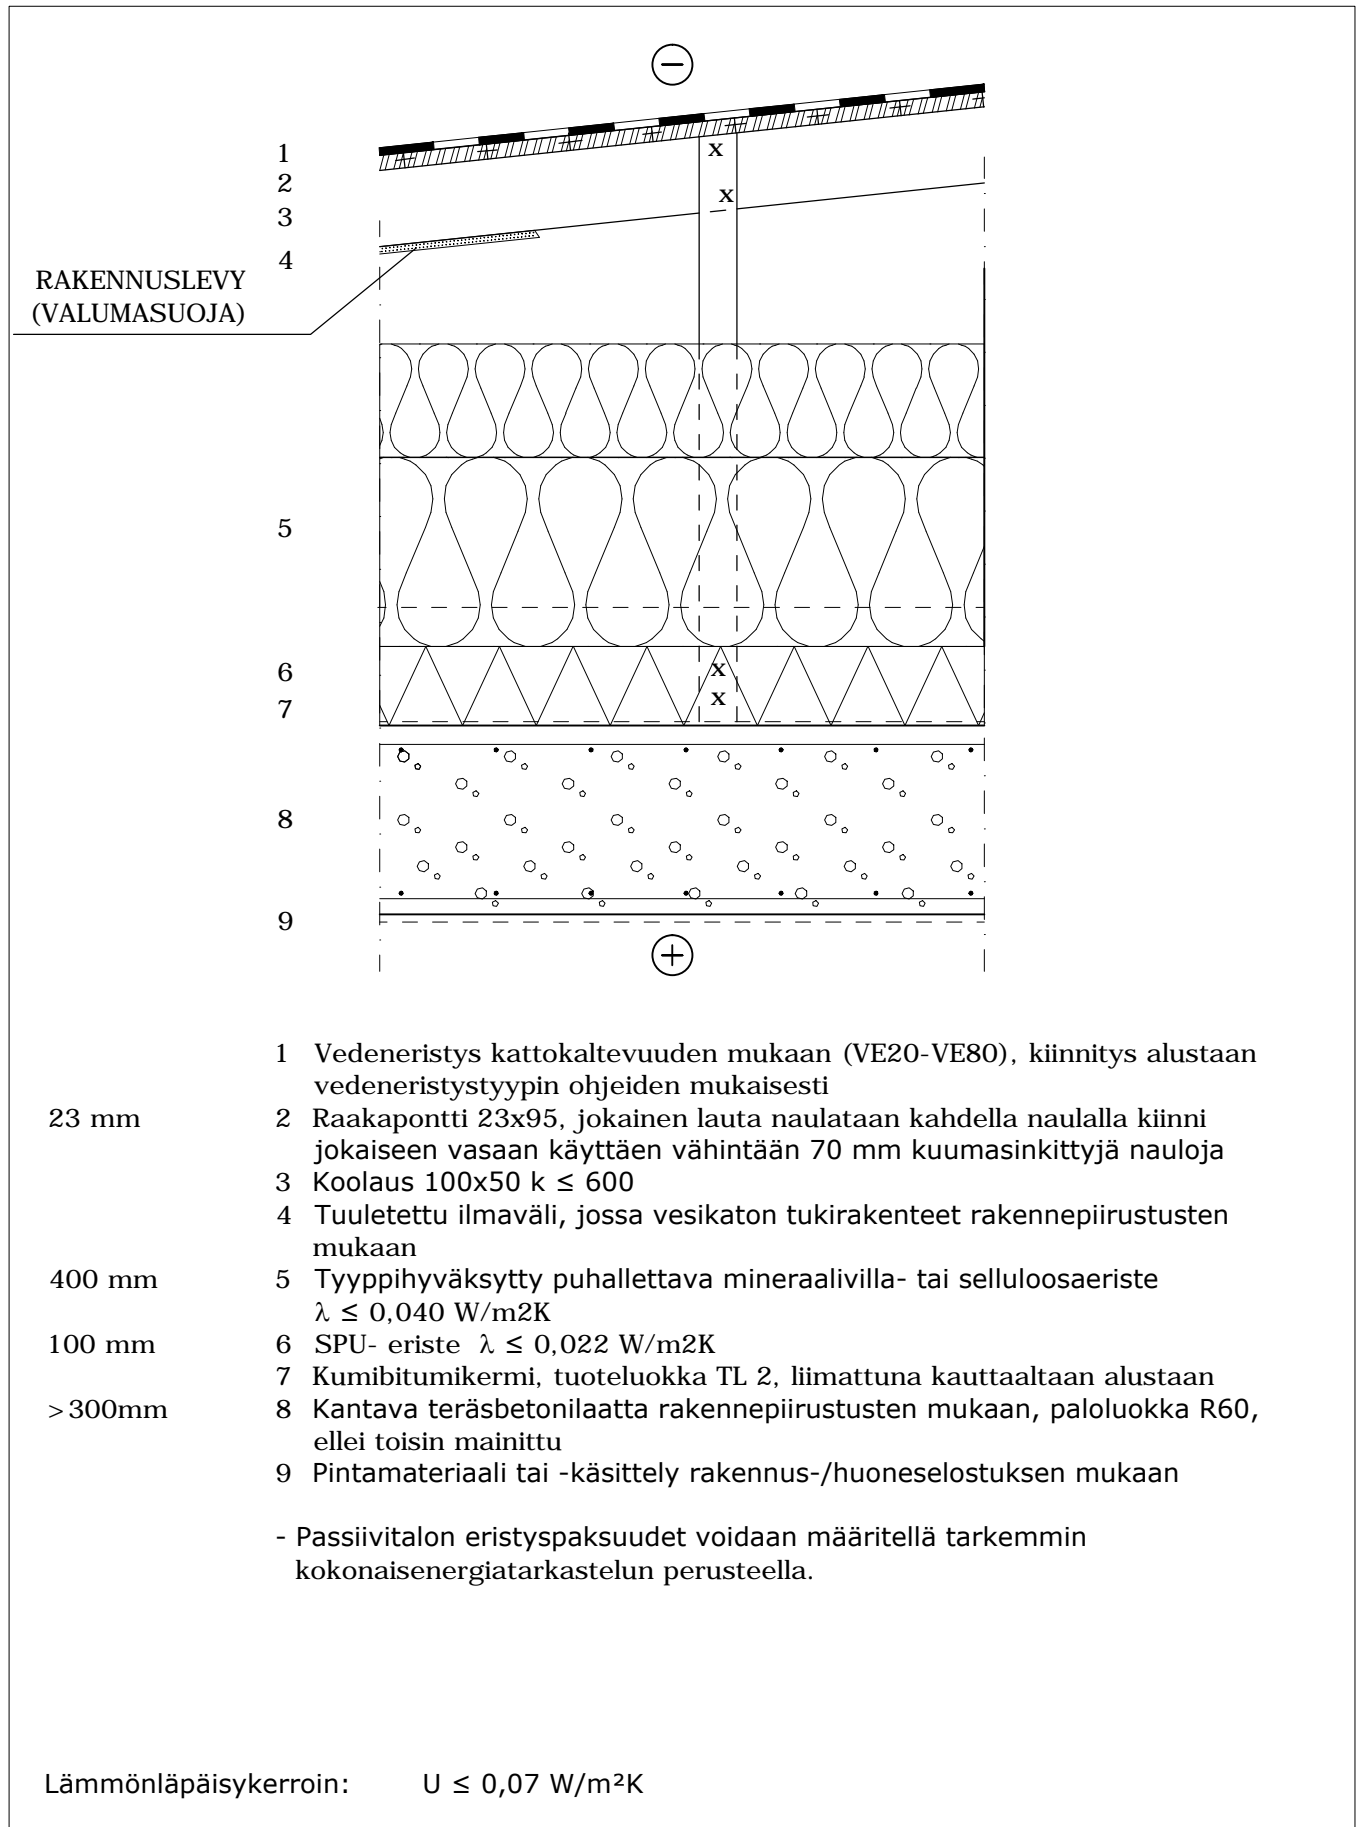 −
1
2
3
4
RAKENNUSLEVY
(VALUMASUOJA)
x
x
5
6
7
x
x
8
9
+
1 Vedeneristys kattokaltevuuden mukaan (VE20-VE80), kiinnitys alustaan
vedeneristystyypin ohjeiden mukaisesti
23 mm 2 Raakapontti 23x95, jokainen lauta naulataan kahdella naulalla kiinni
jokaiseen vasaan käyttäen vähintään 70 mm kuumasinkittyjä nauloja
3 Koolaus 100x50 k ≤ 600
4 Tuuletettu ilmaväli, jossa vesikaton tukirakenteet rakennepiirustusten
mukaan
400 mm 5 Tyyppihyväksytty puhallettava mineraalivilla- tai selluloosaeriste
λ ≤ 0,040 W/m2K
100 mm 6 SPU- eriste λ ≤ 0,022 W/m2K
7 Kumibitumikermi, tuoteluokka TL 2, liimattuna kauttaaltaan alustaan
>300mm 8 Kantava teräsbetonilaatta rakennepiirustusten mukaan, paloluokka R60,
ellei toisin mainittu
9 Pintamateriaali tai -käsittely rakennus-/huoneselostuksen mukaan
- Passiivitalon eristyspaksuudet voidaan määritellä tarkemmin
kokonaisenergiatarkastelun perusteella.
Lämmönläpäisykerroin: U ≤ 0,07 W/m²K